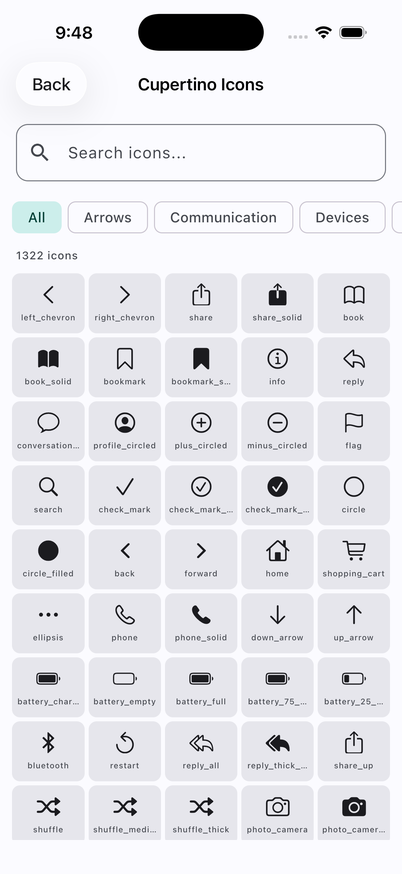 9:48
Back
Cupertino Icons
Search icons...
All Arrows Communication Devices
1322 icons
left_chevron right_chevron share share_solid book
book_solid bookmark bookmark_s... info reply
conversation... profile_circled plus_circled minus_circled flag
search check_mark check_mark_... check_mark_... circle
circle_filled back forward home shopping_cart
ellipsis phone phone_solid down_arrow up_arrow
battery_char... battery_empty battery_full battery_75_... battery_25_...
bluetooth restart reply_all reply_thick_... share_up
shuffle shuffle_medi... shuffle_thick photo_camera photo_camer...